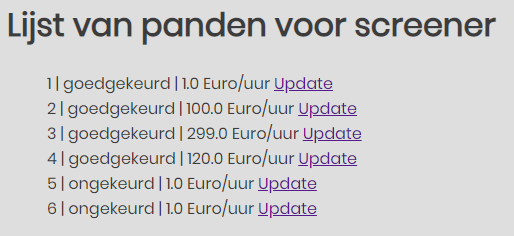 Lijst van panden voor screener
1 | goedgekeurd | 1.0 Euro/uur Update
2 | goedgekeurd | 100.0 Euro/uur Update
3 | goedgekeurd | 299.0 Euro/uur Update
4 | goedgekeurd | 120.0 Euro/uur Update
5 | ongekeurd | 1.0 Euro/uur Update
6 | ongekeurd | 1.0 Euro/uur Update